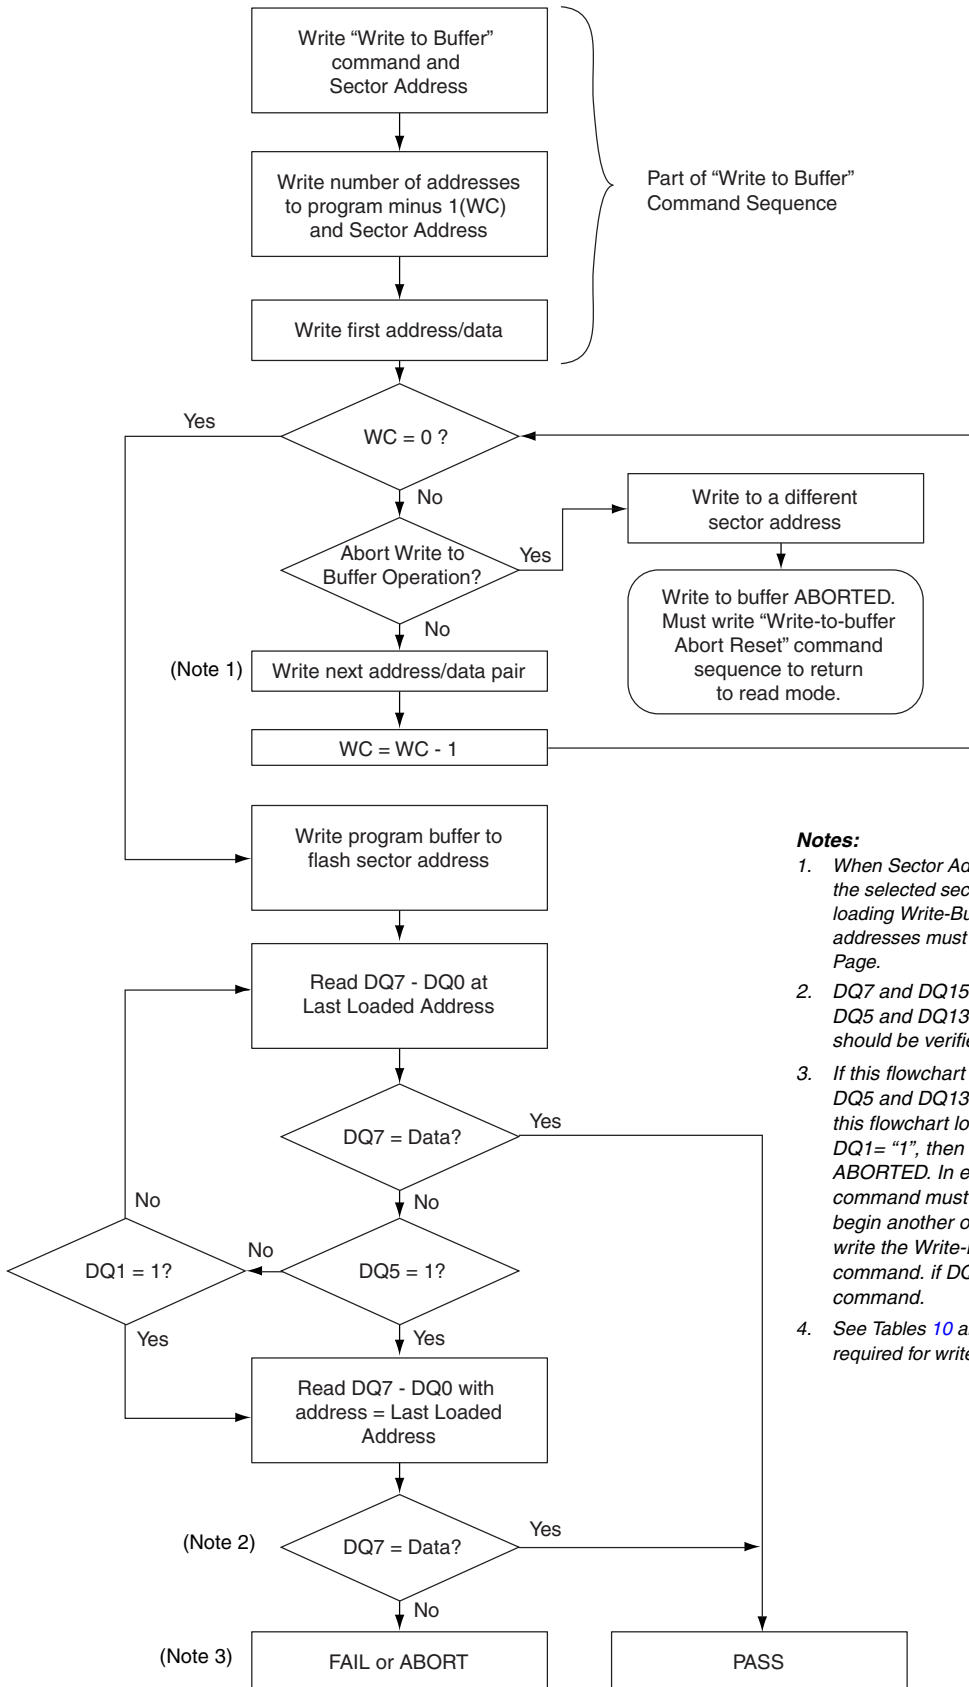 Write “Write to Buffer”
command and
Sector Address
Write number of addresses
to program minus 1(WC)
and Sector Address
Part of “Write to Buffer”
Command Sequence
Write first address/data
Yes
WC = 0 ?
No
Write to a different
sector address
Abort Write to
Buffer Operation?
Yes
Write to buffer ABORTED.
Must write “Write-to-buffer
Abort Reset” command
sequence to return
to read mode.
No
(Note 1)
Write next address/data pair
WC = WC - 1
Write program buffer to
flash sector address
Notes:
1. When Sector Ad
the selected sec
loading Write-Bu
addresses must
Page.
2. DQ7 and DQ15
DQ5 and DQ13
should be verifie
3. If this flowchart
DQ5 and DQ13
this flowchart lo
DQ1= “1”, then
ABORTED. In e
command must
begin another o
write the Write-
command. if DQ
command.
4. See Tables 10 a
required for write
Read DQ7 - DQ0 at
Last Loaded Address
DQ7 = Data?
Yes
No
No
DQ1 = 1?
No
DQ5 = 1?
Yes
Yes
Read DQ7 - DQ0 with
address = Last Loaded
Address
(Note 2)
DQ7 = Data?
Yes
No
(Note 3)
FAIL or ABORT
PASS